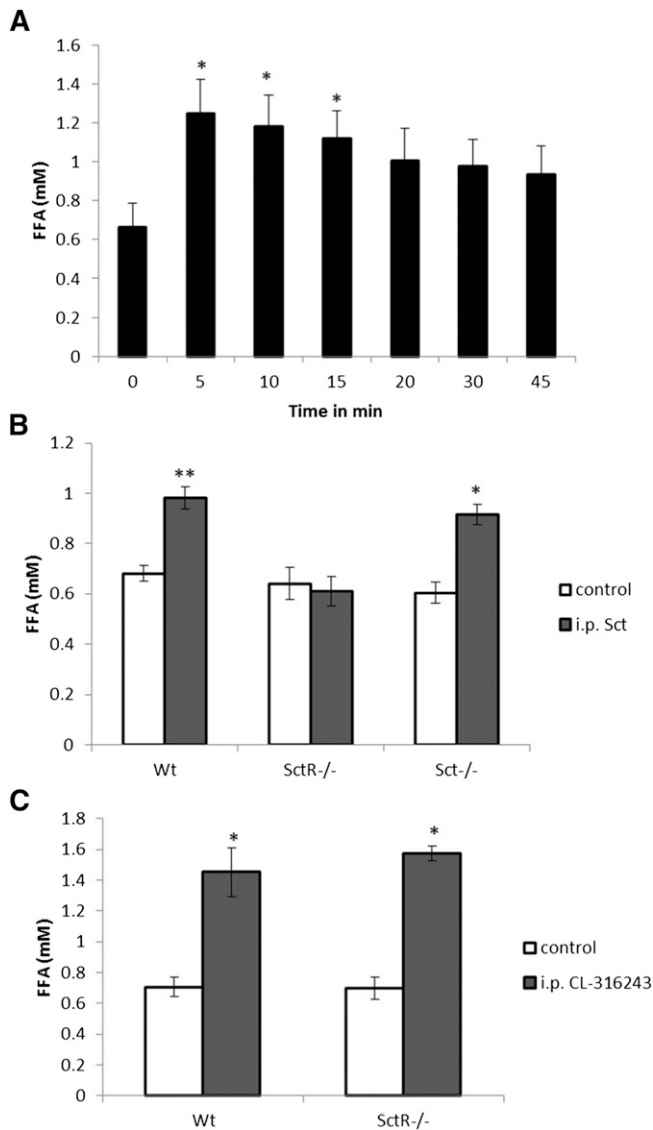 A
FFA (mM)
1.6
1.4
1.2
1
0.8
0.6
0.4
0.2
0
* * *
0 5 10 15 20 30 45
Time in min
B
FFA (mM)
1.2
1
0.8
0.6
0.4
0.2
0
** *
Wt SctR-/- Sct-/-
control
i.p. Sct
C
FFA (mM)
1.8
1.6
1.4
1.2
1
0.8
0.6
0.4
0.2
0
* *
Wt SctR-/-
control
i.p. CL-316243